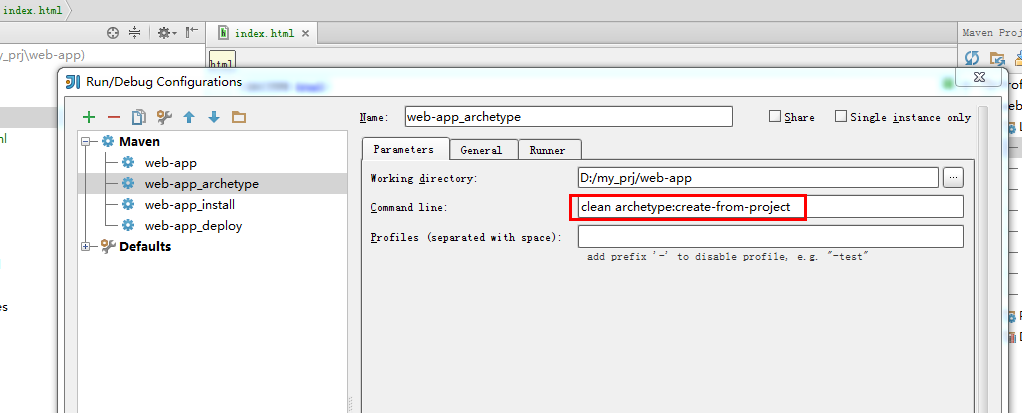 index.html
my_prj\web-app)
index.html
Maven Proj
html
Run/Debug Configurations
Name:
web-app_archetype
Share
Single instance only
Maven
web-app
web-app_archetype
web-app_install
web-app_deploy
Defaults
Parameters
General
Runner
Working directory:
D:/my_prj/web-app
...
Command line:
clean archetype:create-from-project
Profiles (separated with space):
add prefix '-' to disable profile, e.g. "-test"